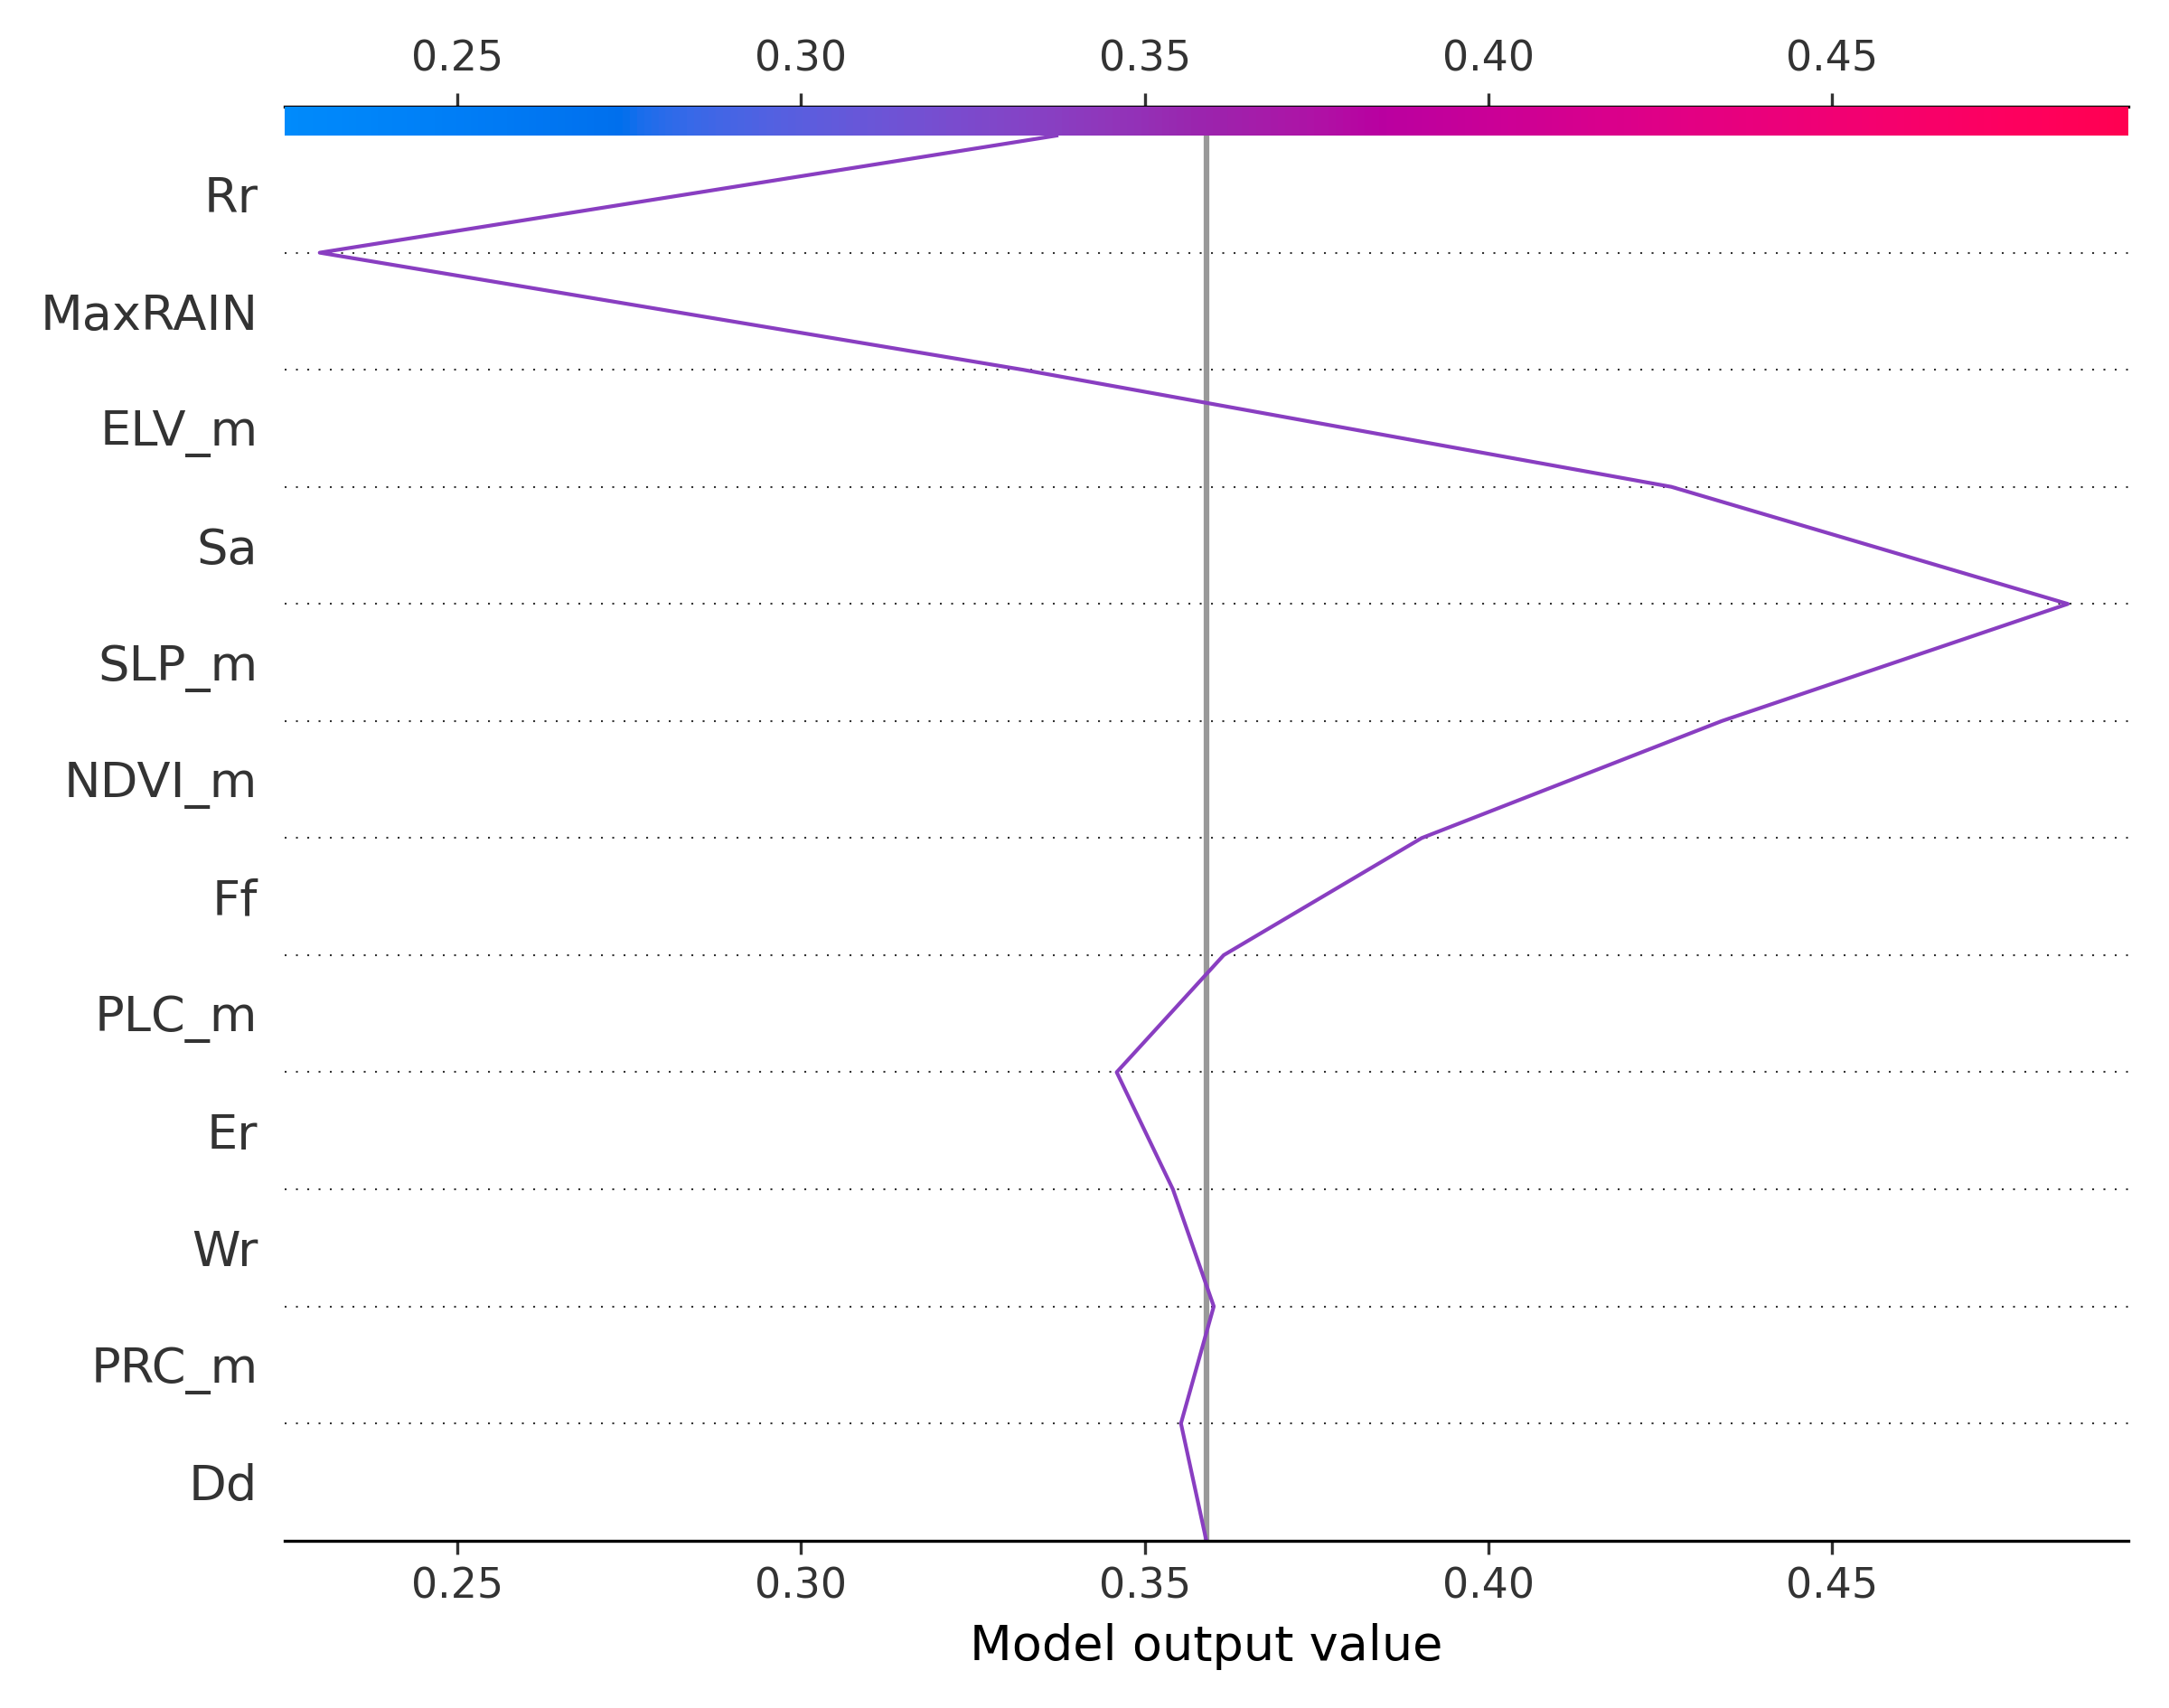 0.25 0.30 0.35 0.40 0.45
Rr
MaxRAIN
ELV_m
Sa
SLP_m
NDVI_m
Ff
PLC_m
Er
Wr
PRC_m
Dd
0.25 0.30 0.35 0.40 0.45
Model output value